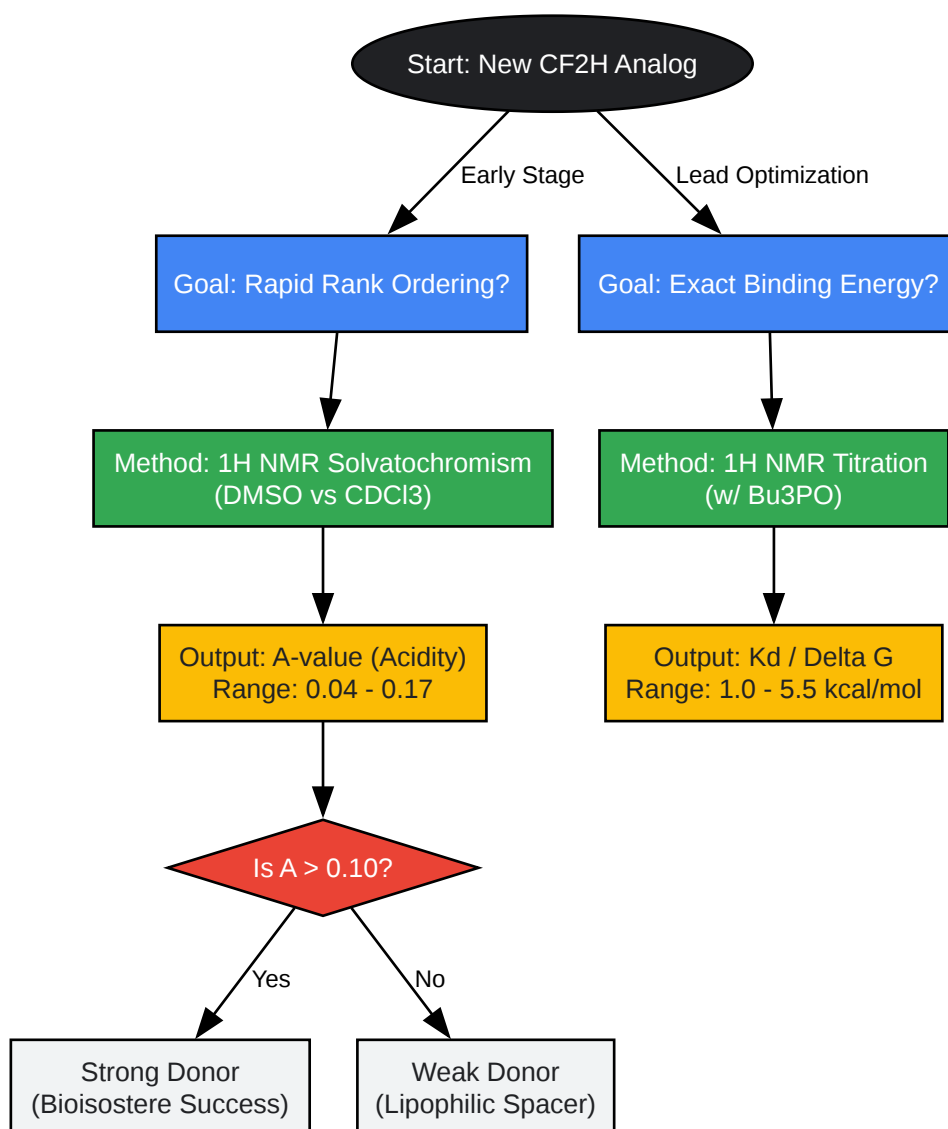 Start: New CF2H Analog
Early Stage
Lead Optimization
Goal: Rapid Rank Ordering?
Goal: Exact Binding Energy?
Method: 1H NMR Solvatochromism
(DMSO vs CDCl3)
Method: 1H NMR Titration
(w/ Bu3PO)
Output: A-value (Acidity)
Range: 0.04 - 0.17
Output: Kd / Delta G
Range: 1.0 - 5.5 kcal/mol
Is A > 0.10?
Yes
No
Strong Donor
(Bioisostere Success)
Weak Donor
(Lipophilic Spacer)